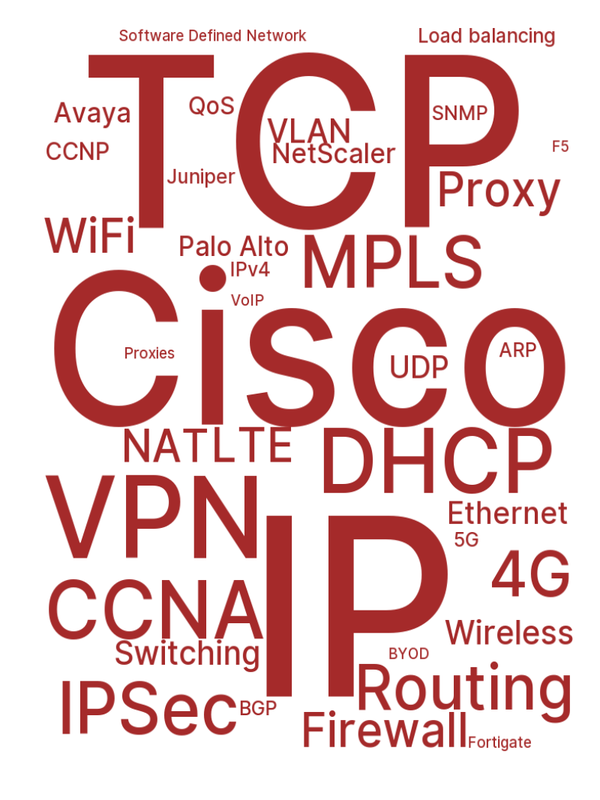 Software Defined Network
Load balancing
TCP
Avaya
QoS
SNMP
VLAN
CCNP
NetScaler
F5
Juniper
Proxy
WiFi
Palo Alto
MPLS
IPv4
VoIP
Cisco
Proxies
UDP
ARP
NAT
LTE
DHCP
VPN
Ethernet
IP
5G
4G
CCNA
Wireless
Switching
BYOD
Routing
IPSec
BGP
Firewall
Fortigate